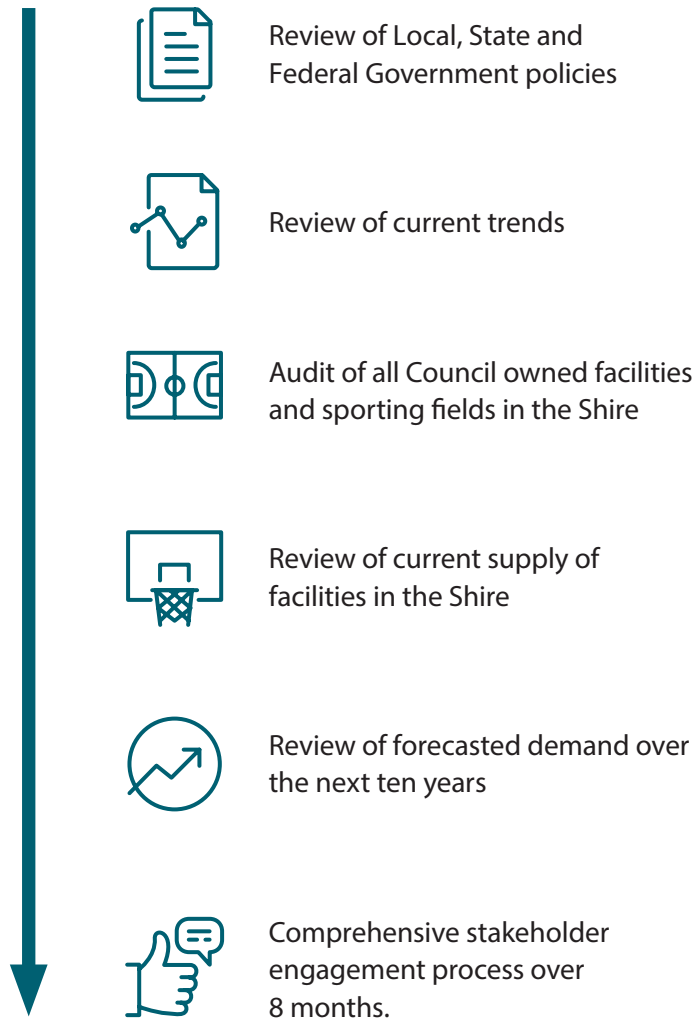 Review of Local, State and
Federal Government policies
Review of current trends
Audit of all Council owned facilities
and sporting fields in the Shire
Review of current supply of
facilities in the Shire
Review of forecasted demand over
the next ten years
Comprehensive stakeholder
engagement process over
8 months.